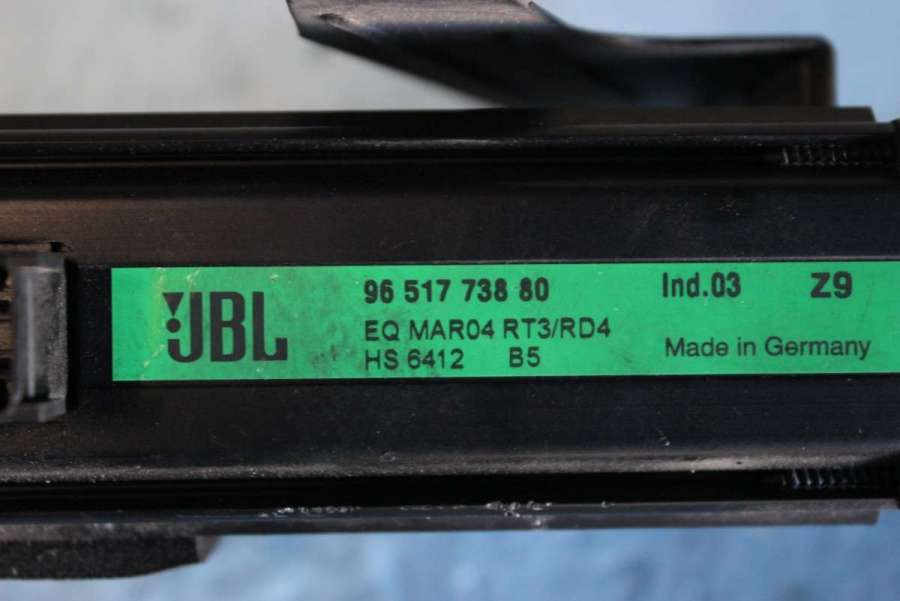 JBL
96 517 738 80 Ind.03 Z9
EQ MAR04 RT3/RD4
HS 6412 B5 Made in Germany